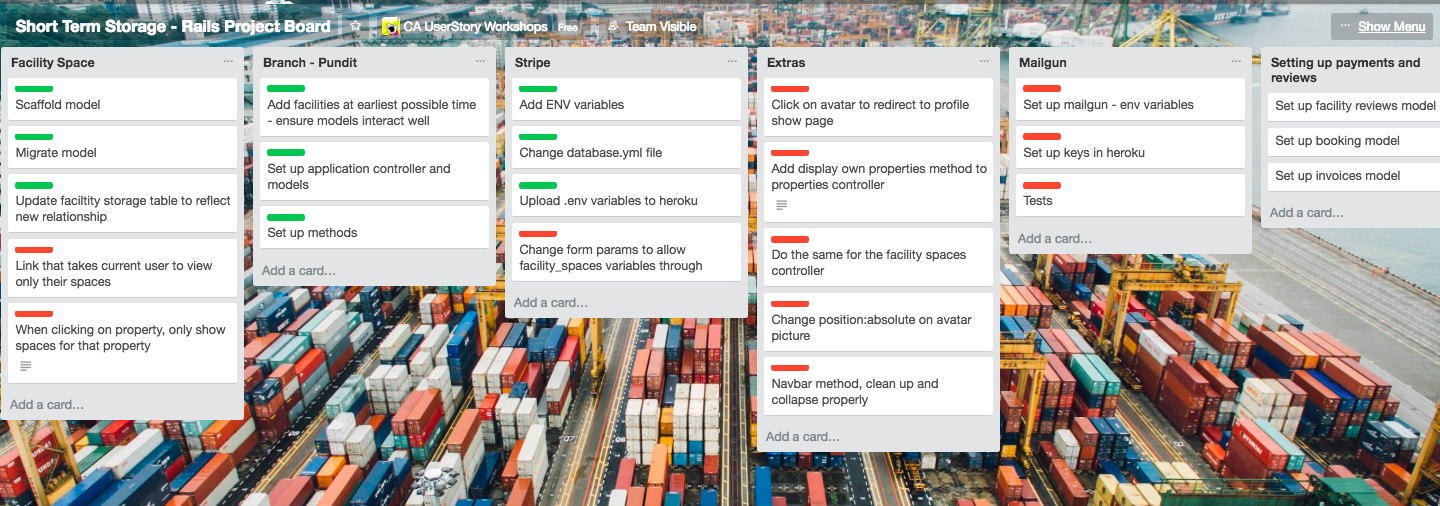 Short Term Storage - Rails Project Board
CA UserStory Workshops
Free
Team Visible
··· Show Menu
Facility Space
Scaffold model
Migrate model
Update faciltity storage table to reflect
new relationship
Link that takes current user to view
only their spaces
When clicking on property, only show
spaces for that property
Add a card...
Branch - Pundit
Add facilities at earliest possible time
- ensure models interact well
Set up application controller and
models
Set up methods
Add a card...
Stripe
Add ENV variables
Change database.yml file
Upload .env variables to heroku
Change form params to allow
facility_spaces variables through
Add a card...
Extras
Click on avatar to redirect to profile
show page
Add display own properties method to
properties controller
Do the same for the facility spaces
controller
Change position:absolute on avatar
picture
Navbar method, clean up and
collapse properly
Add a card...
Mailgun
Set up mailgun - env variables
Set up keys in heroku
Tests
Add a card...
Setting up payments and
reviews
Set up facility reviews model
Set up booking model
Set up invoices model
Add a card...